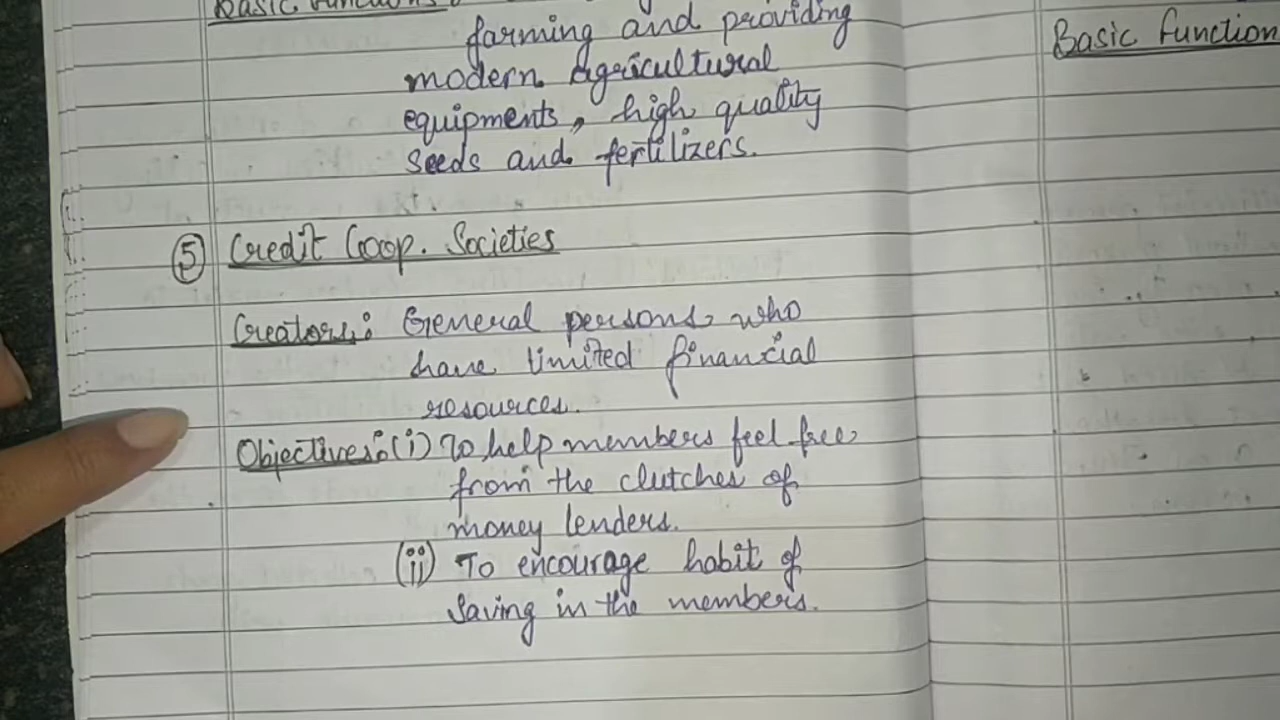 Basic Functions:
farming and providing
modern Agricultural
equipments, high quality
seeds and fertilizers.
⑤ Credit Coop. Societies
Creators: General persons who
have limited financial
resources.
Objectives: (i) To help members feel free
from the clutches of
money lenders.
(ii) To encourage habit of
saving in the members.
Basic Function